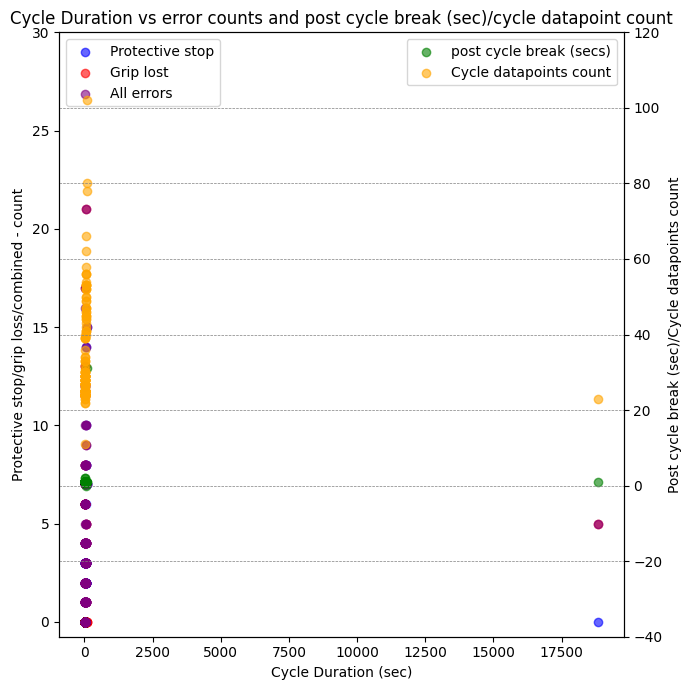 Cycle Duration vs error counts and post cycle break (sec)/cycle datapoint count
Protective stop
Grip lost
All errors
post cycle break (secs)
Cycle datapoints count
30
25
20
15
10
5
0
Protective stop/grip loss/combined - count
120
100
80
60
40
20
0
−20
−40
Post cycle break (sec)/Cycle datapoints count
0
2500
5000
7500
10000
12500
15000
17500
Cycle Duration (sec)